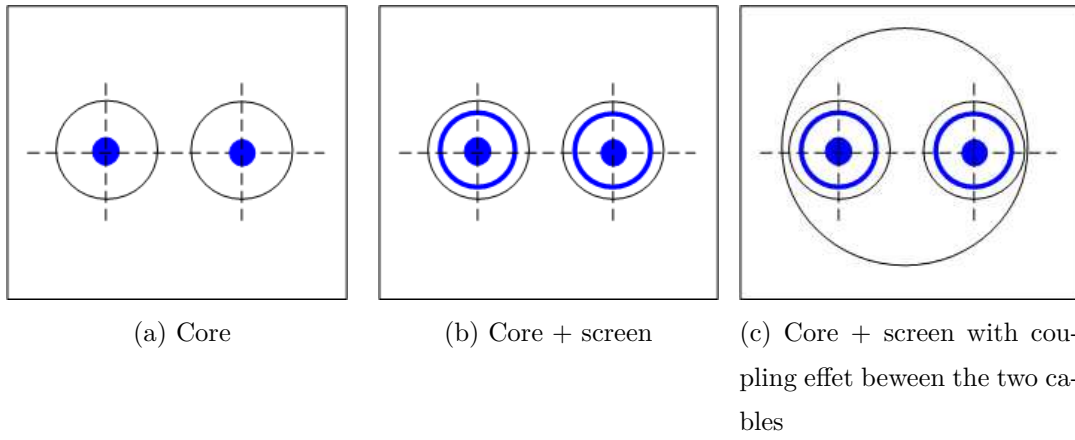 (a) Core
(b) Core + screen
(c) Core + screen with cou-
pling effet beween the two ca-
bles